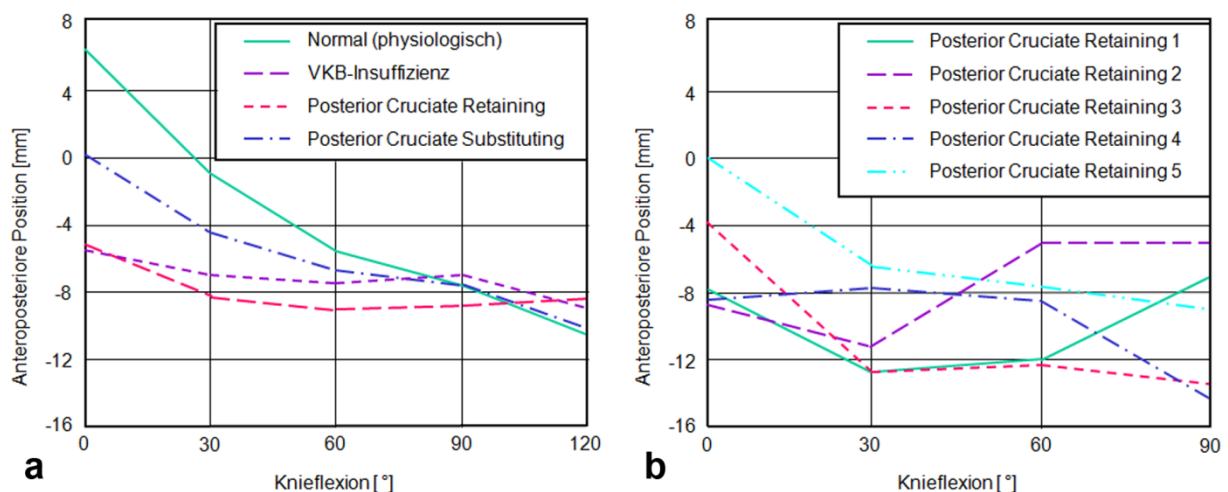 8
4
0
-4
-8
-12
-16
Anteroposteriore Position [mm]
Normal (physiologisch)
VKB-Insuffizienz
Posterior Cruciate Retaining
Posterior Cruciate Substituting
0 30 60 90 120
Knieflexion [ ° ]
a
8
4
0
-4
-8
-12
-16
Anteroposteriore Position [mm]
Posterior Cruciate Retaining 1
Posterior Cruciate Retaining 2
Posterior Cruciate Retaining 3
Posterior Cruciate Retaining 4
Posterior Cruciate Retaining 5
0 30 60 90
Knieflexion [ ° ]
b